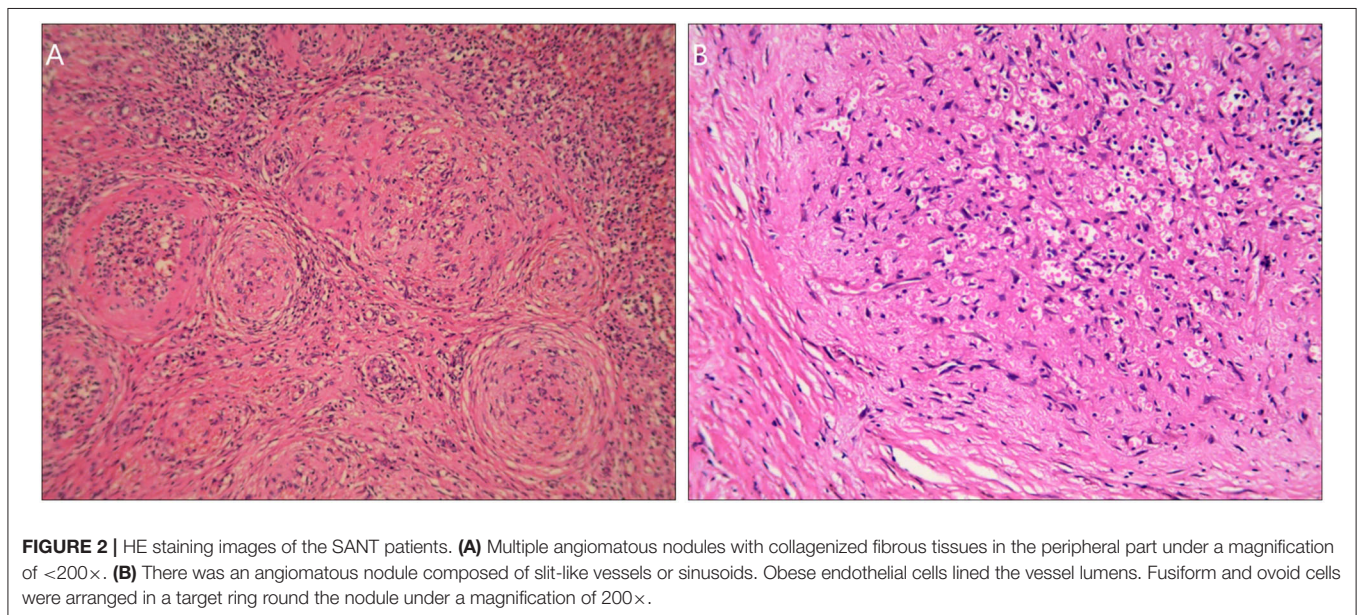 A
B
FIGURE 2 | HE staining images of the SANT patients. (A) Multiple angiomatous nodules with collagenized fibrous tissues in the peripheral part under a magnification
of <200×. (B) There was an angiomatous nodule composed of slit-like vessels or sinusoids. Obese endothelial cells lined the vessel lumens. Fusiform and ovoid cells
were arranged in a target ring round the nodule under a magnification of 200×.